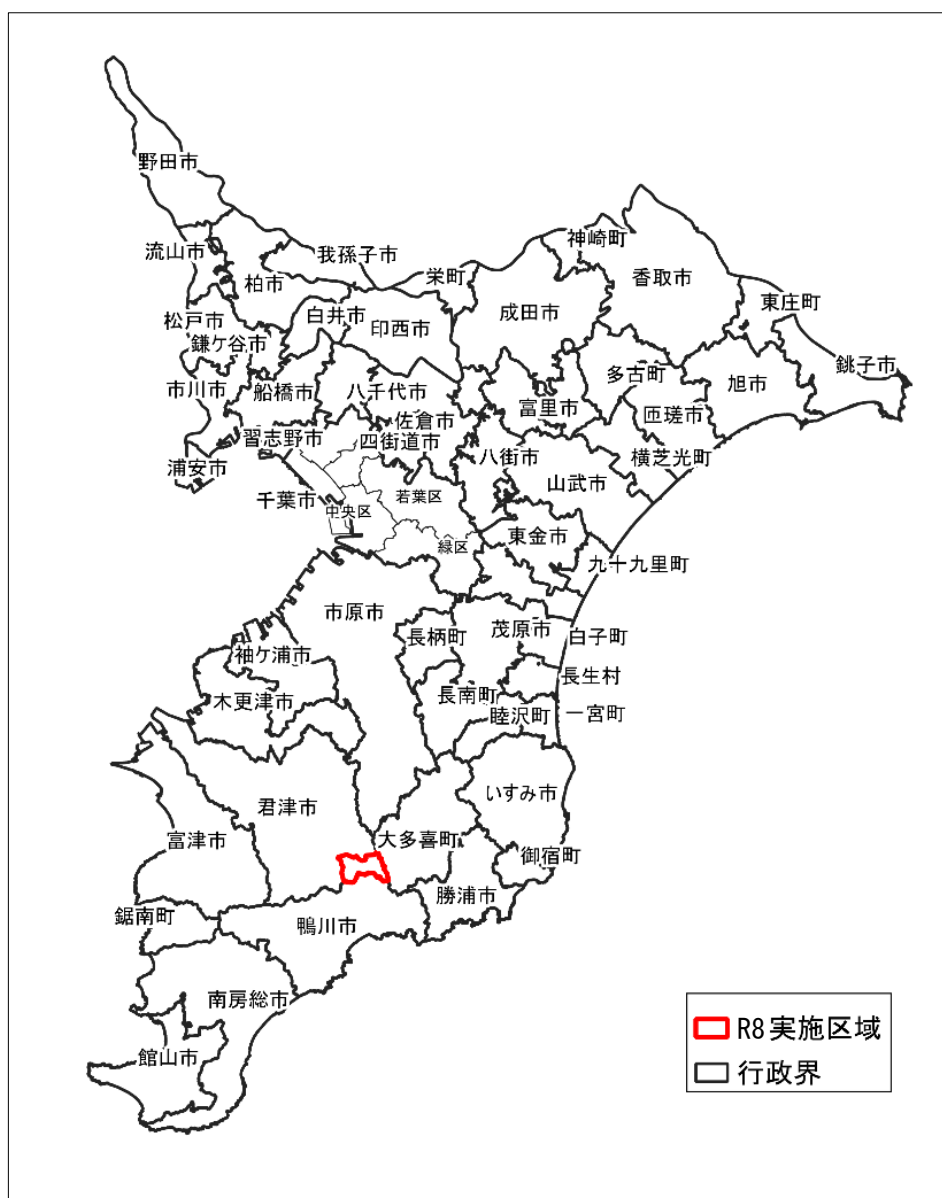 野田市
流山市
柏市
我孫子市
栄町
神崎町
香取市
東庄町
松戸市
鎌ケ谷市
白井市
印西市
成田市
多古町
旭市
銚子市
市川市
船橋市
八千代市
佐倉市
富里市
匝瑳市
浦安市
習志野市
四街道市
八街市
横芝光町
千葉市
中央区
若葉区
緑区
山武市
東金市
九十九里町
市原市
長柄町
茂原市
白子町
袖ケ浦市
長生村
木更津市
長南町
睦沢町
一宮町
君津市
いすみ市
富津市
大多喜町
御宿町
勝浦市
鋸南町
鴨川市
南房総市
館山市
R8実施区域
行政界